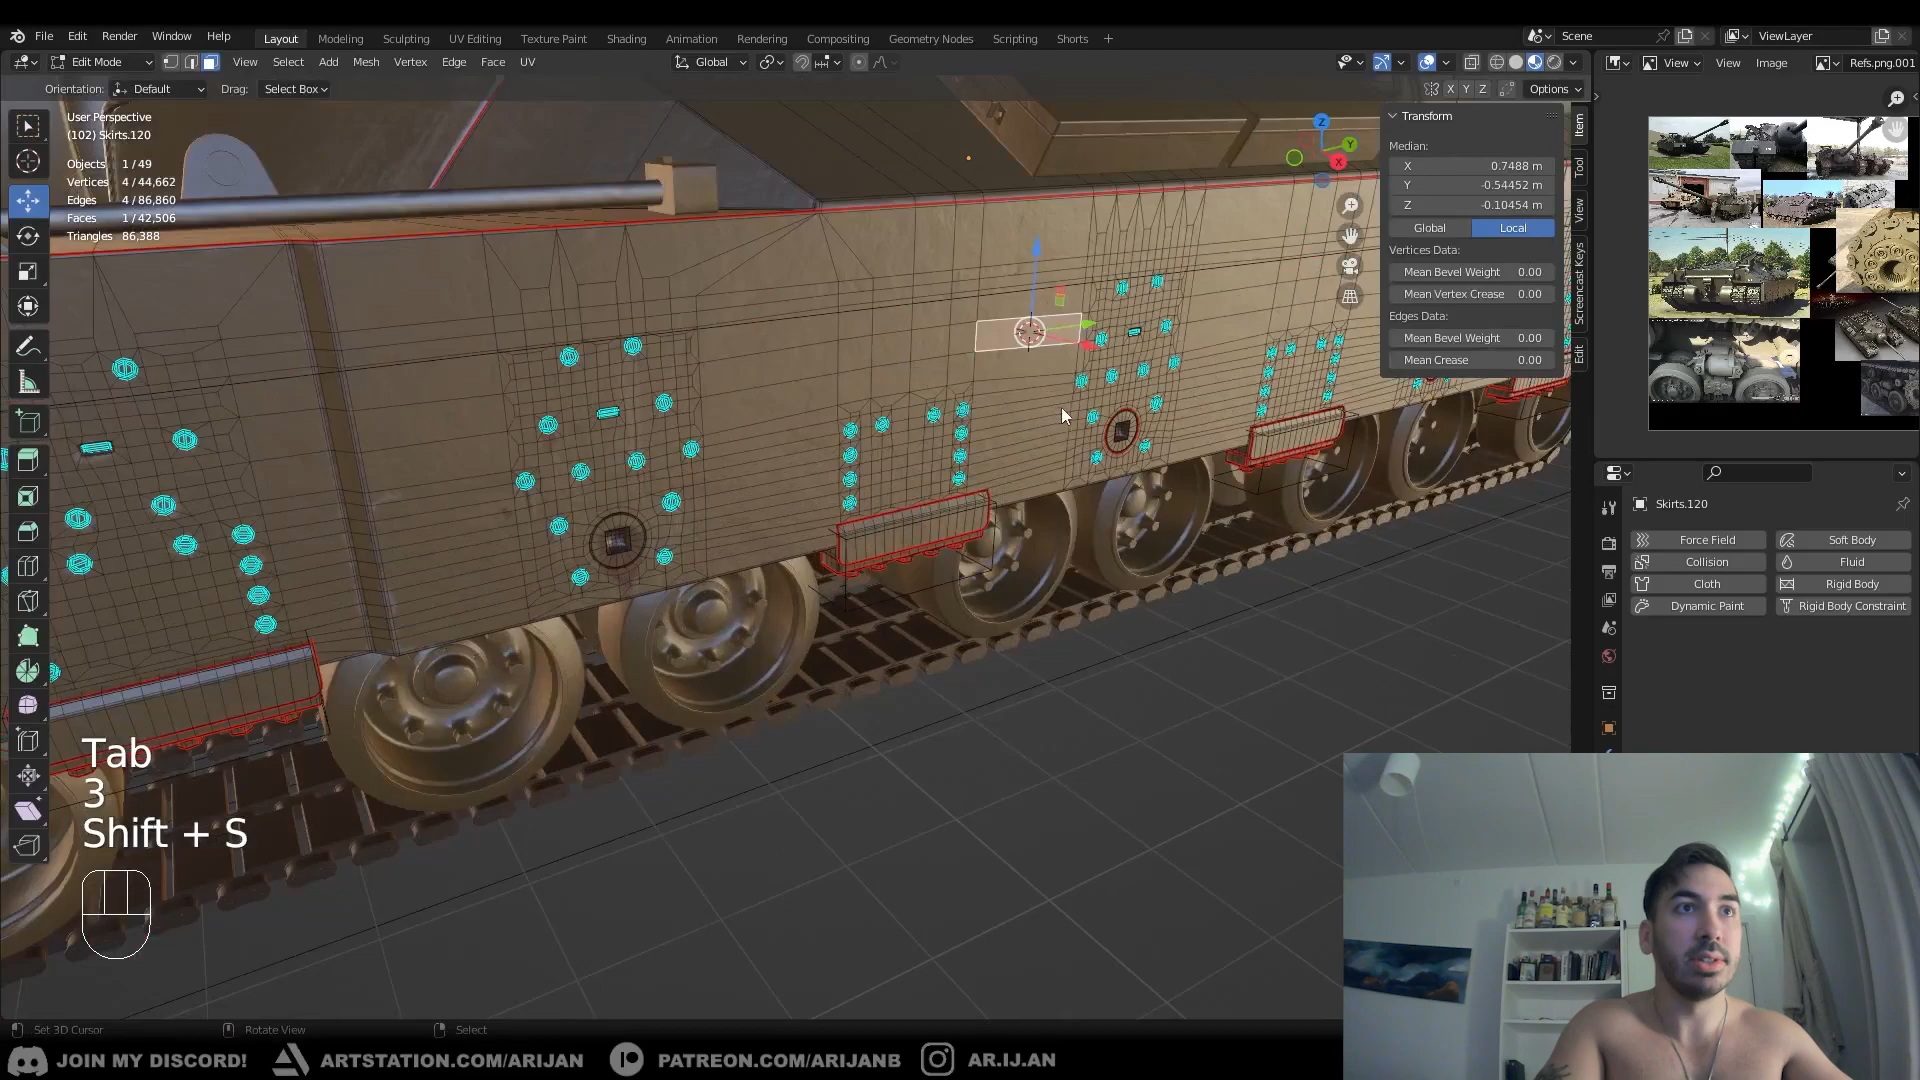 File Edit Render Window Help
Layout Modeling Sculpting UV Editing Texture Paint Shading Animation Rendering Compositing Geometry Nodes Scripting Shorts +
Scene
ViewLayer
Edit Mode
View Select Add Mesh Vertex Edge Face UV
Global
View
View Image
Refs.png.001
Orientation: Default Drag: Select Box
X Y Z
Options
User Perspective
(102) Skirts.120
Objects 1 / 49
Vertices 4 / 44,662
Edges 4 / 86,860
Faces 1 / 42,506
Triangles 86,388
Z
Y
X
Transform
Median:
X 0.7488 m
Y -0.54452 m
Z -0.10454 m
Global Local
Vertices Data:
Mean Bevel Weight 0.00
Mean Vertex Crease 0.00
Edges Data:
Mean Bevel Weight 0.00
Mean Crease 0.00
Item
Tool
View
Screencast Keys
Edit
Skirts.120
Force Field Soft Body
Collision Fluid
Cloth Rigid Body
Dynamic Paint Rigid Body Constraint
Tab
3
Shift + S
Set 3D Cursor Rotate View Select
JOIN MY DISCORD! ARTSTATION.COM/ARIJAN PATREON.COM/ARIJANB AR.IJ.AN